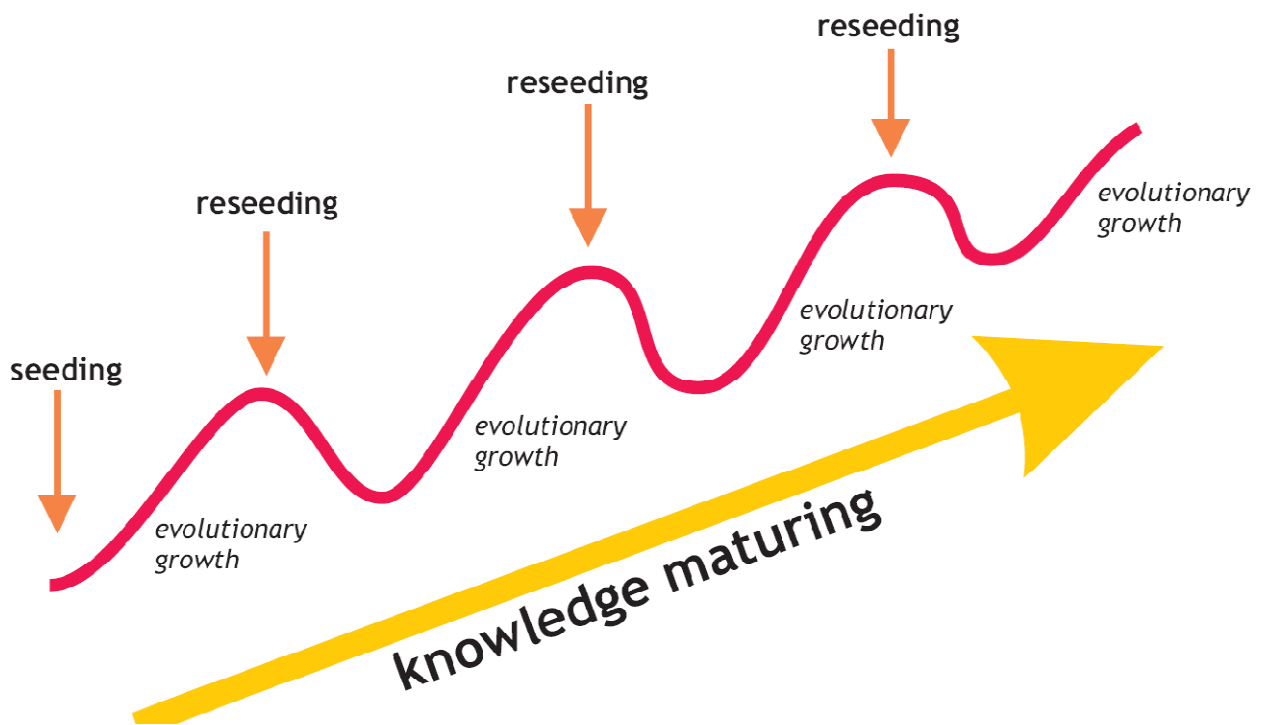 reseeding
reseeding
reseeding
evolutionary
growth
evolutionary
growth
seeding
evolutionary
growth
evolutionary
growth
knowledge maturing